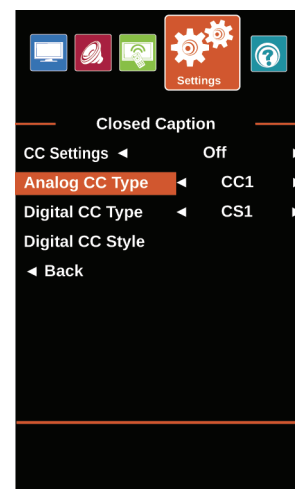 Settings
Closed Caption
CC Settings ◄ Off
Analog CC Type ◄ CC1
Digital CC Type ◄ CS1
Digital CC Style
◄ Back